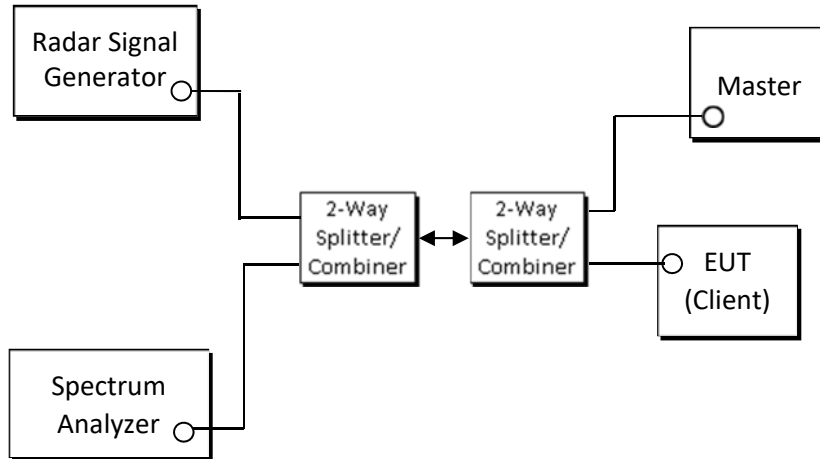 Radar Signal
Generator
Master
2-Way
Splitter/
Combiner
2-Way
Splitter/
Combiner
EUT
(Client)
Spectrum
Analyzer